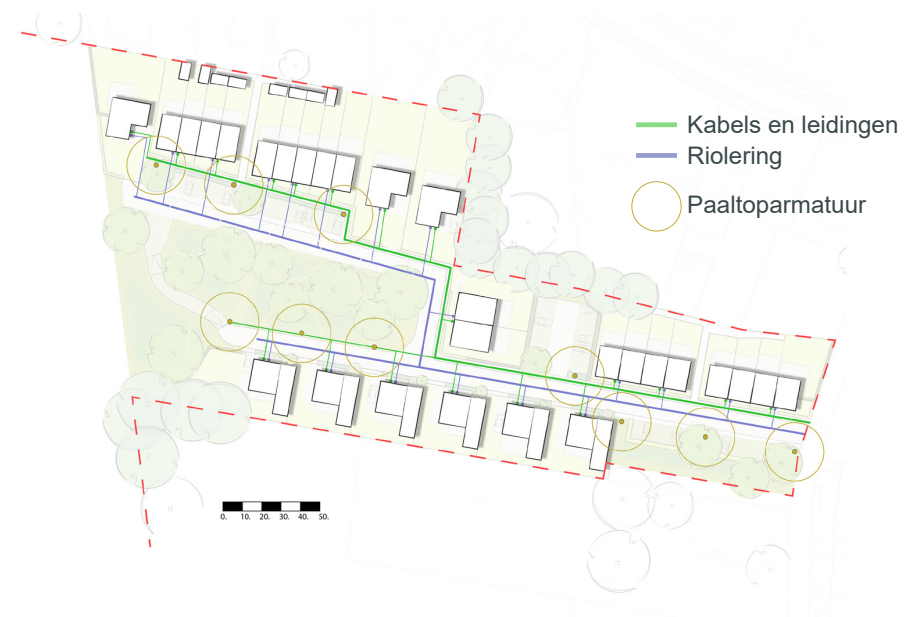 Kabels en leidingen
Riolering
Paaltoparmatuur
0. 10. 20. 30. 40. 50.